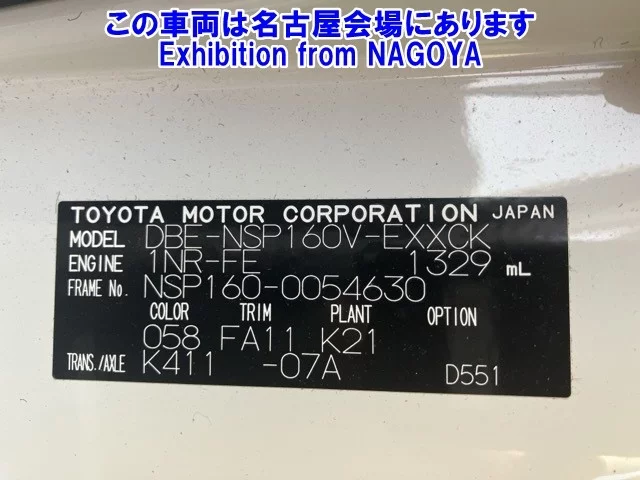 この車両は名古屋会場にあります
Exhibition from NAGOYA
TOYOTA MOTOR CORPORATION JAPAN
MODEL DBE-NSP160V-EXXCK
ENGINE 1NR-FE 1329 mL
FRAME No. NSP160-0054630
COLOR TRIM PLANT OPTION
058 FA11 K21
TRANS./AXLE K411 -07A D551